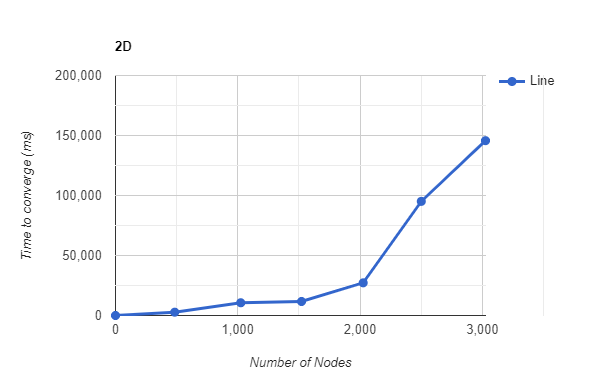 2D
200,000
150,000
100,000
50,000
0
Time to converge (ms)
0 1,000 2,000 3,000
Number of Nodes
Line